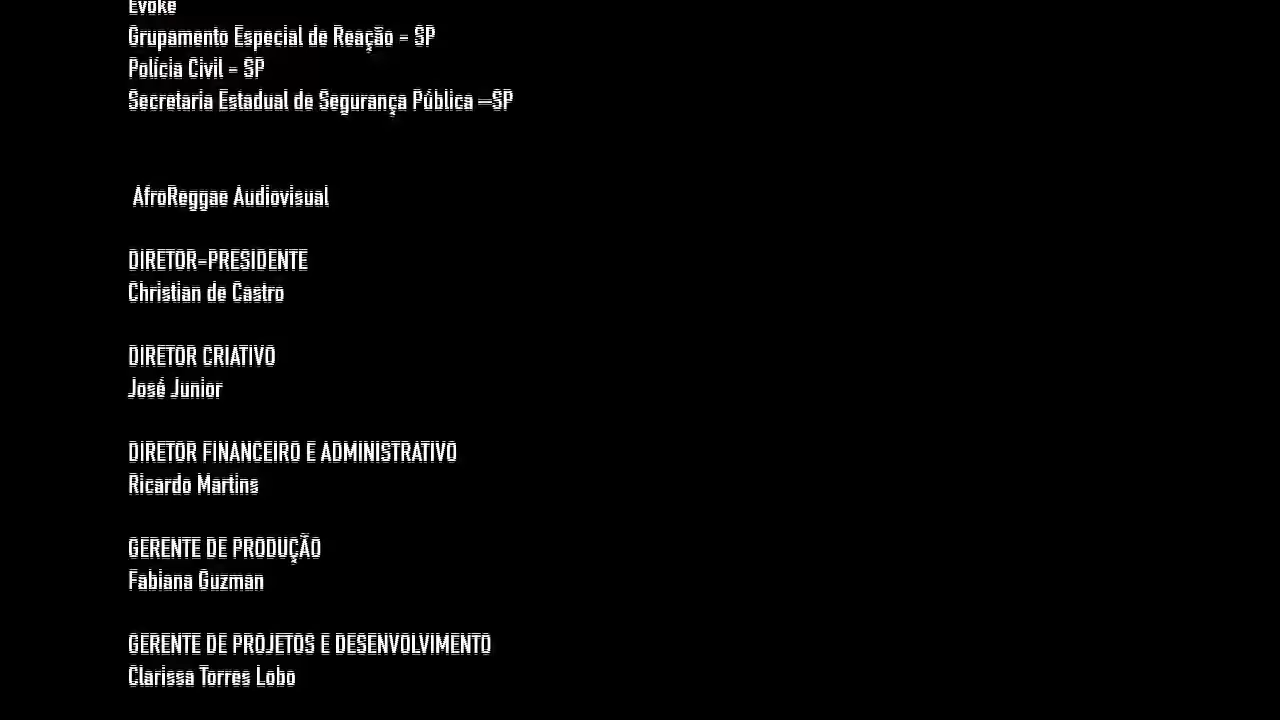 Evoke
Grupamento Especial de Reação - SP
Polícia Civil - SP
Secretaria Estadual de Segurança Pública –SP
AfroReggae Audiovisual
DIRETOR-PRESIDENTE
Christian de Castro
DIRETOR CRIATIVO
José Junior
DIRETOR FINANCEIRO E ADMINISTRATIVO
Ricardo Martins
GERENTE DE PRODUÇÃO
Fabiana Guzman
GERENTE DE PROJETOS E DESENVOLVIMENTO
Clarissa Torres Lobo